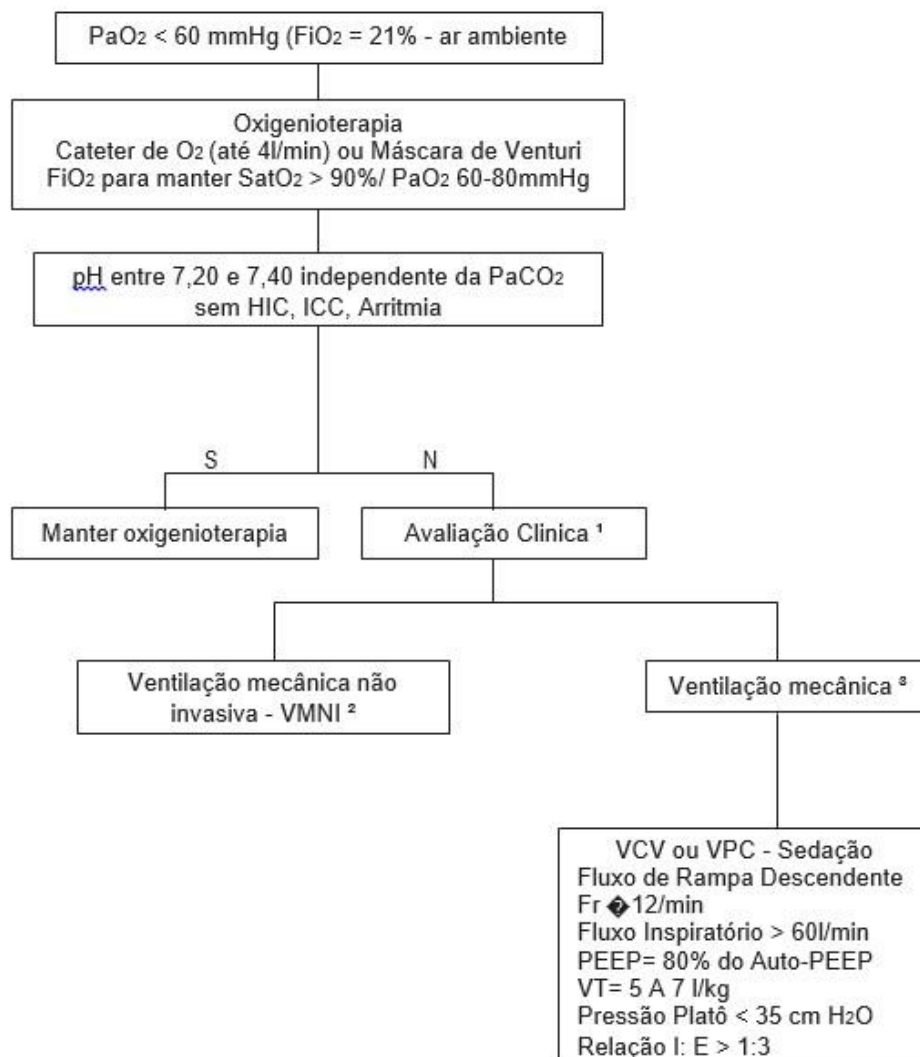 PaO₂ < 60 mmHg (FiO₂ = 21% - ar ambiente
Oxigenioterapia
Cateter de O₂ (até 4l/min) ou Máscara de Venturi
FiO₂ para manter SatO₂ > 90%/ PaO₂ 60-80mmHg
pH entre 7,20 e 7,40 independente da PaCO₂
sem HIC, ICC, Arritmia
S
N
Manter oxigenioterapia
Avaliação Clinica ¹
Ventilação mecânica não
invasiva - VMNI ²
Ventilação mecânica ³
VCV ou VPC - Sedação
Fluxo de Rampa Descendente
Fr �12/min
Fluxo Inspiratório > 60l/min
PEEP= 80% do Auto-PEEP
VT= 5 A 7 l/kg
Pressão Platô < 35 cm H₂O
Relação I: E > 1:3